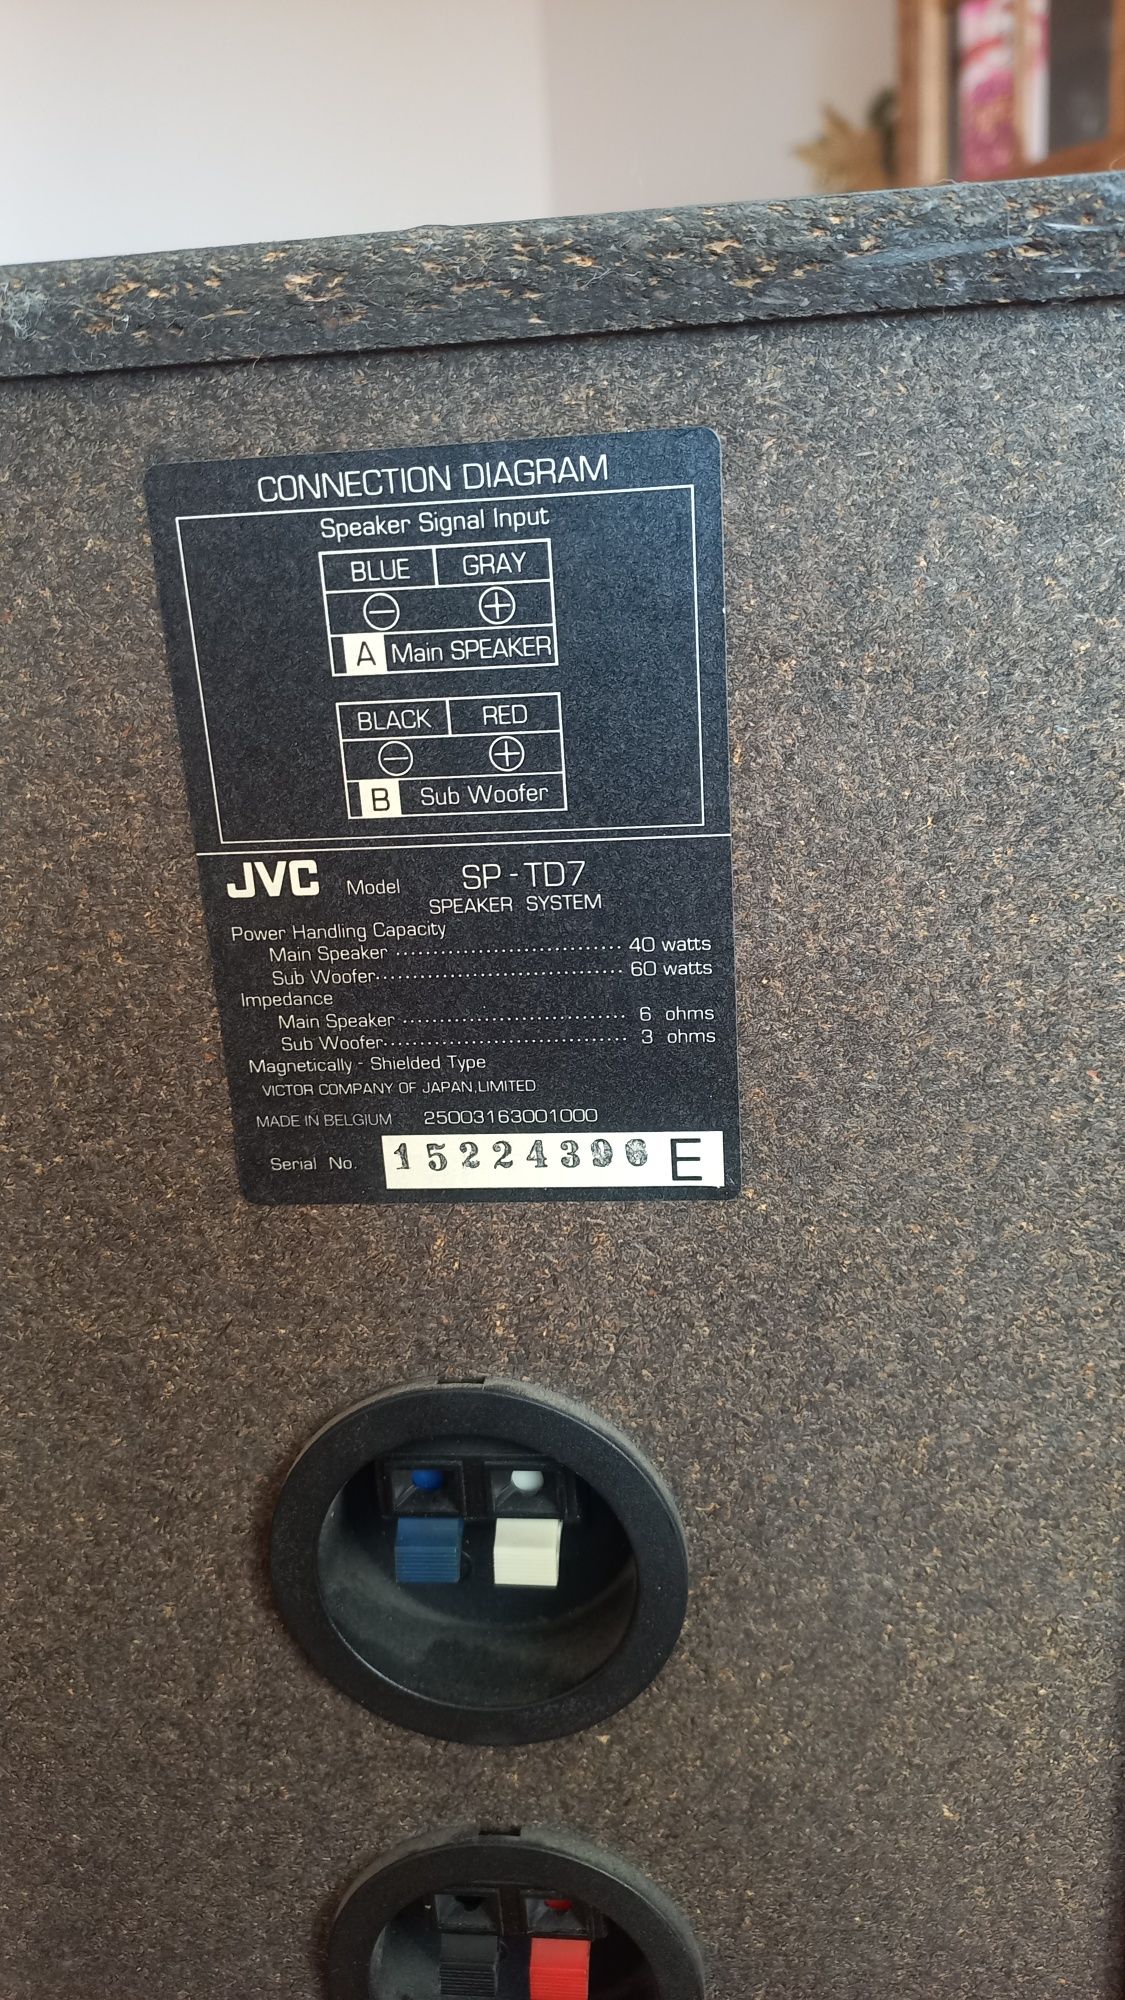 CONNECTION DIAGRAM
Speaker Signal Input
BLUE GRAY
⊖ ⊕
A Main SPEAKER
BLACK RED
⊖ ⊕
B Sub Woofer
JVC Model SP-TD7
SPEAKER SYSTEM
Power Handling Capacity
Main Speaker .............................. 40 watts
Sub Woofer................................. 60 watts
Impedance
Main Speaker .............................. 6 ohms
Sub Woofer................................. 3 ohms
Magnetically - Shielded Type
VICTOR COMPANY OF JAPAN,LIMITED
MADE IN BELGIUM 25003163001000
Serial No. 15224396 E